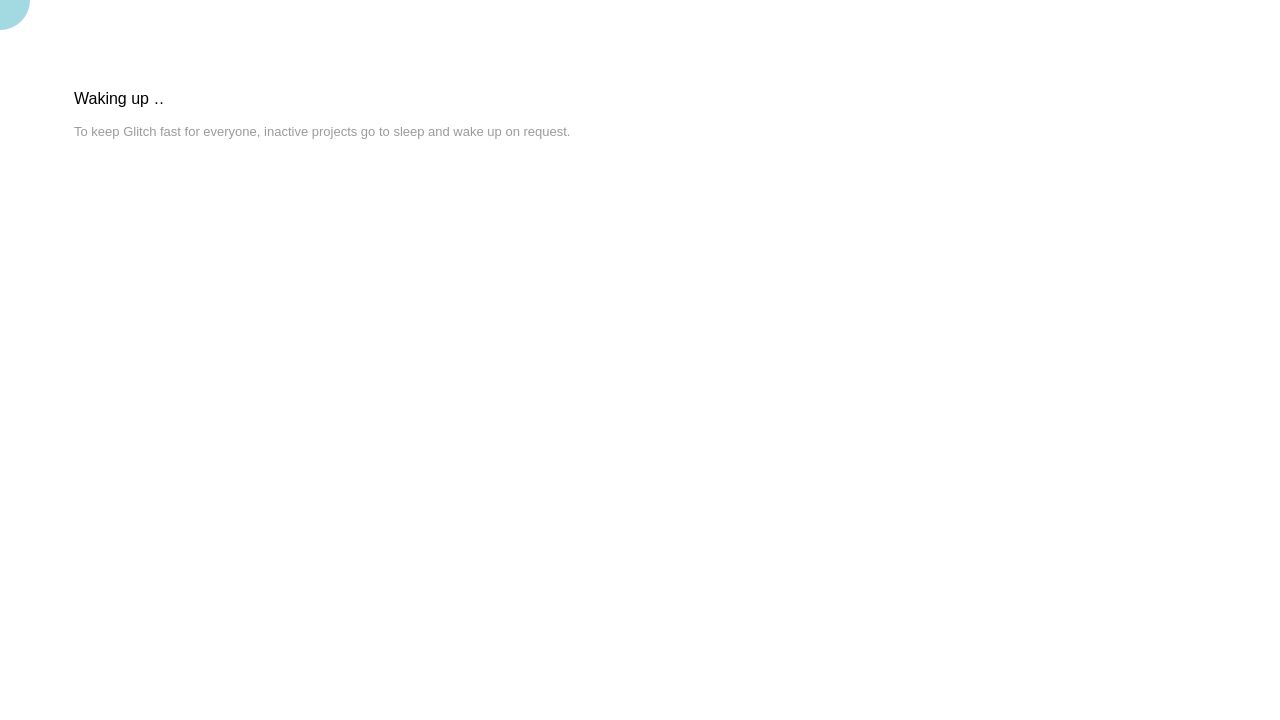 Waking up ..
To keep Glitch fast for everyone, inactive projects go to sleep and wake up on request.